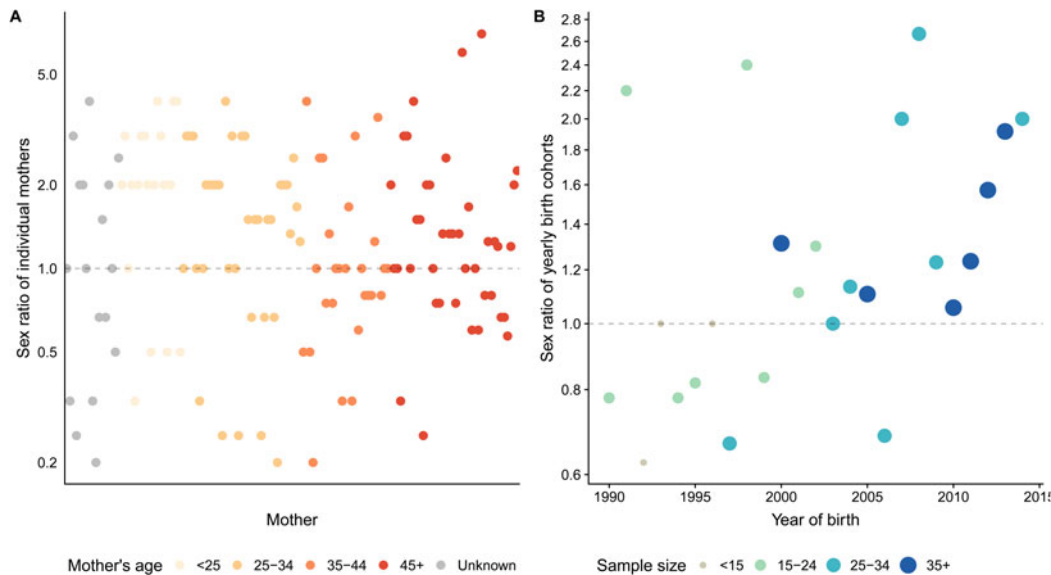 A
Sex ratio of individual mothers
5.0
2.0
1.0
0.5
0.2
Mother
Mother's age <25 25−34 35−44 45+ Unknown
B
Sex ratio of yearly birth cohorts
2.8
2.6
2.4
2.2
2.0
1.8
1.6
1.4
1.2
1.0
0.8
0.6
1990 1995 2000 2005 2010 2015
Year of birth
Sample size <15 15−24 25−34 35+